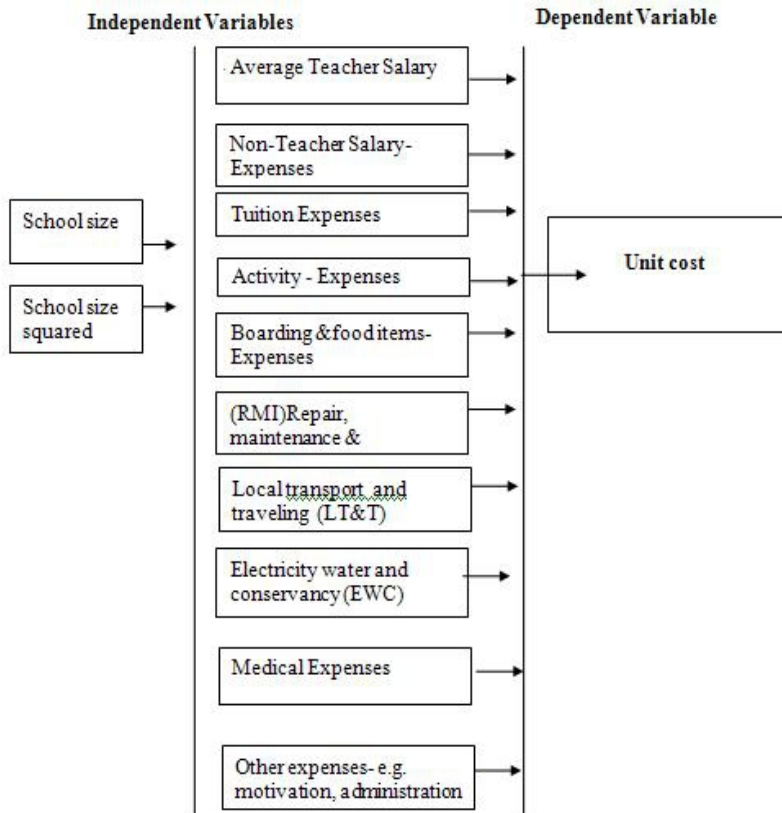 Independent Variables
Dependent Variable
Average Teacher Salary
Non-Teacher Salary-
Expenses
Tuition Expenses
School size
Activity - Expenses
Unit cost
School size
squared
Boarding & food items-
Expenses
(RMI)Repair,
maintenance &
Local transport and
traveling (LT&T)
Electricity water and
conservancy (EWC)
Medical Expenses
Other expenses- e.g.
motivation, administration